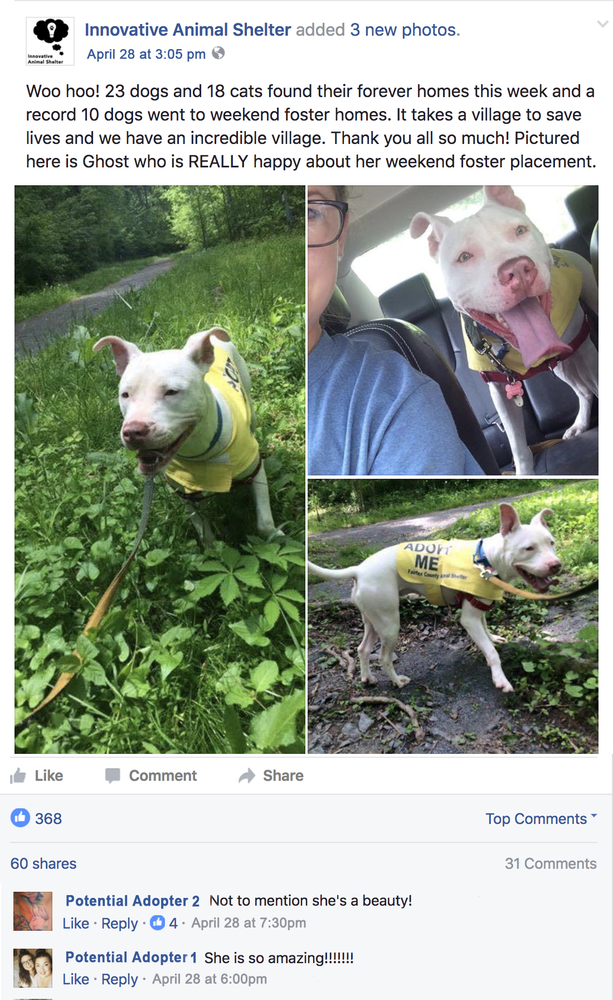 Innovative
Animal Shelter
Innovative Animal Shelter added 3 new photos.
April 28 at 3:05 pm
Woo hoo! 23 dogs and 18 cats found their forever homes this week and a
record 10 dogs went to weekend foster homes. It takes a village to save
lives and we have an incredible village. Thank you all so much! Pictured
here is Ghost who is REALLY happy about her weekend foster placement.
ADOPT
ME
Fairfax County Animal Shelter
Like Comment Share
368 Top Comments
60 shares 31 Comments
Potential Adopter 2 Not to mention she's a beauty!
Like · Reply · 4 · April 28 at 7:30pm
Potential Adopter 1 She is so amazing!!!!!!!
Like · Reply · April 28 at 6:00pm